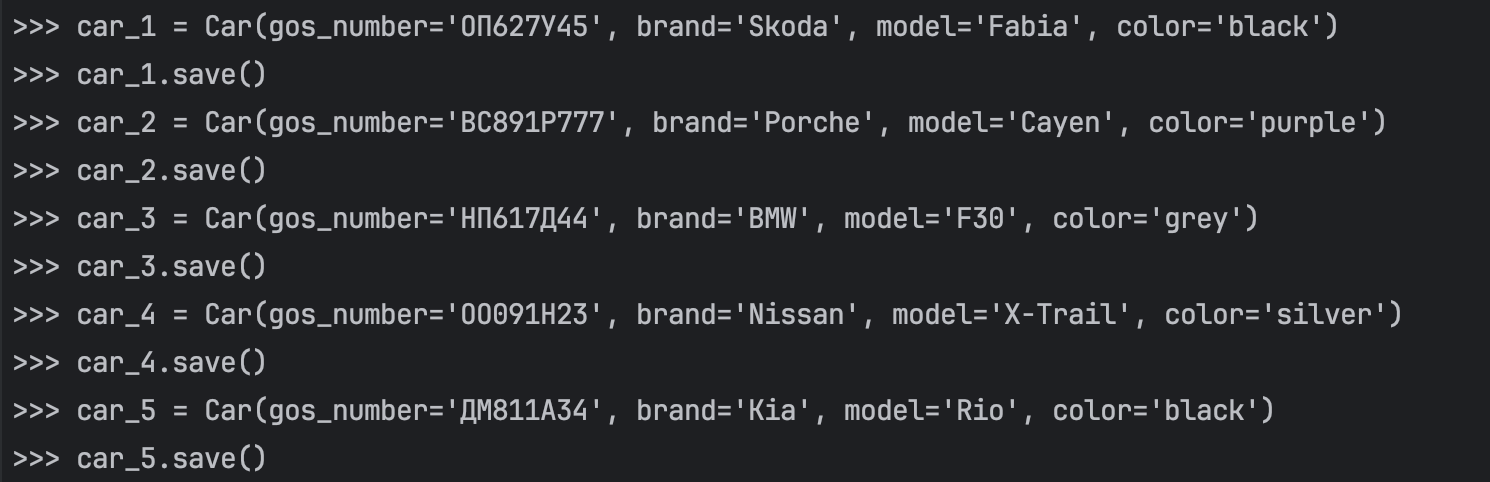 >>> car_1 = Car(gos_number='ОП627У45', brand='Skoda', model='Fabia', color='black')
>>> car_1.save()
>>> car_2 = Car(gos_number='ВС891Р777', brand='Porche', model='Cayen', color='purple')
>>> car_2.save()
>>> car_3 = Car(gos_number='НП617Д44', brand='BMW', model='F30', color='grey')
>>> car_3.save()
>>> car_4 = Car(gos_number='ОО091Н23', brand='Nissan', model='X-Trail', color='silver')
>>> car_4.save()
>>> car_5 = Car(gos_number='ДМ811А34', brand='Kia', model='Rio', color='black')
>>> car_5.save()